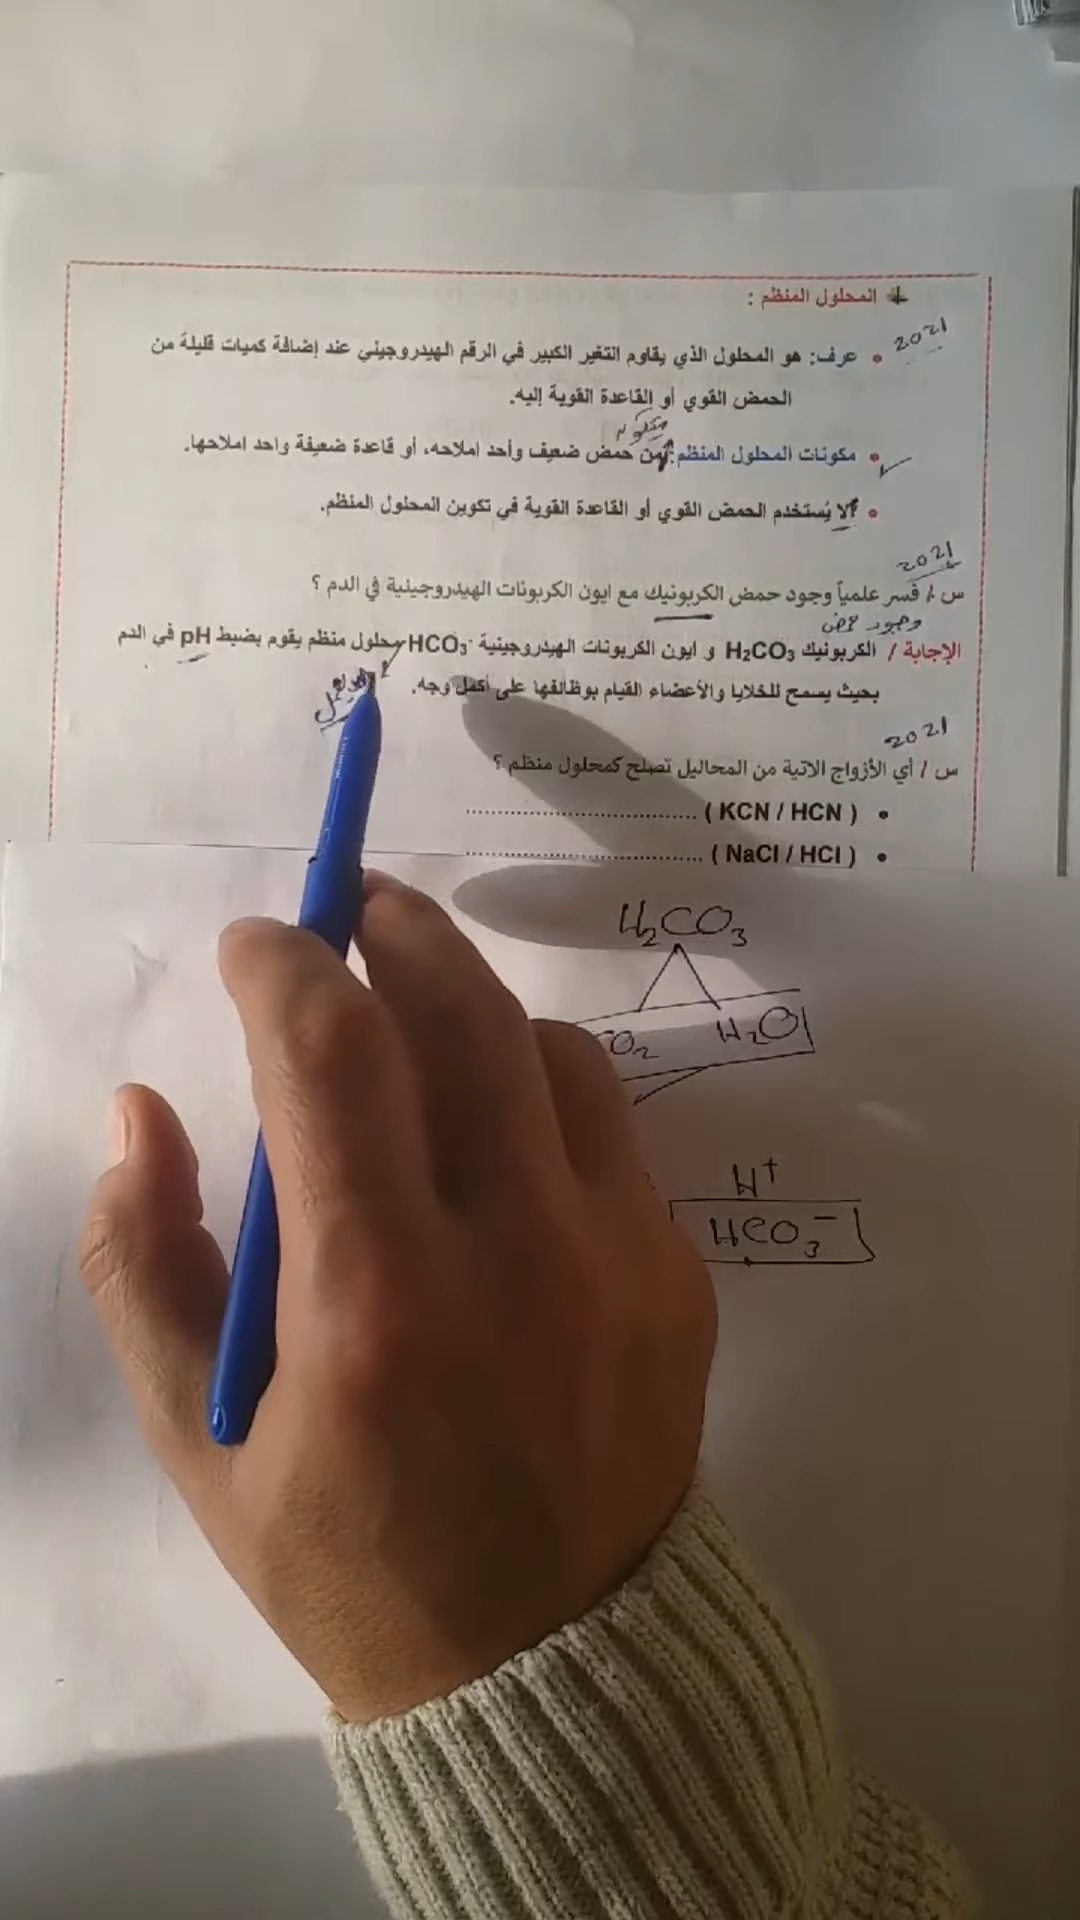 المحلول المنظم :
2021
• عرف: هو المحلول الذي يقاوم التغير الكبير في الرقم الهيدروجيني عند إضافة كميات قليلة من
الحمض القوي أو القاعدة القوية إليه.
يتكون
• مكونات المحلول المنظم: من حمض ضعيف وأحد املاحه، أو قاعدة ضعيفة واحد املاحها.
• لا يُستخدم الحمض القوي أو القاعدة القوية في تكوين المحلول المنظم.
2021
س / فسر علمياً وجود حمض الكربونيك مع ايون الكربونات الهيدروجينية في الدم ؟
وجود حمض
الإجابة / الكربونيك H₂CO₃ و ايون الكربونات الهيدروجينية HCO₃⁻ محلول منظم يقوم بضبط pH في الدم
بحيث يسمح للخلايا والأعضاء القيام بوظائفها على أكمل وجه.
2021
س / أي الأزواج الاتية من المحاليل تصلح كمحلول منظم ؟
• ( KCN / HCN ) ........................
• ( NaCl / HCl ) ........................
H₂CO₃
CO₂ H₂O
H⁺
HCO₃⁻